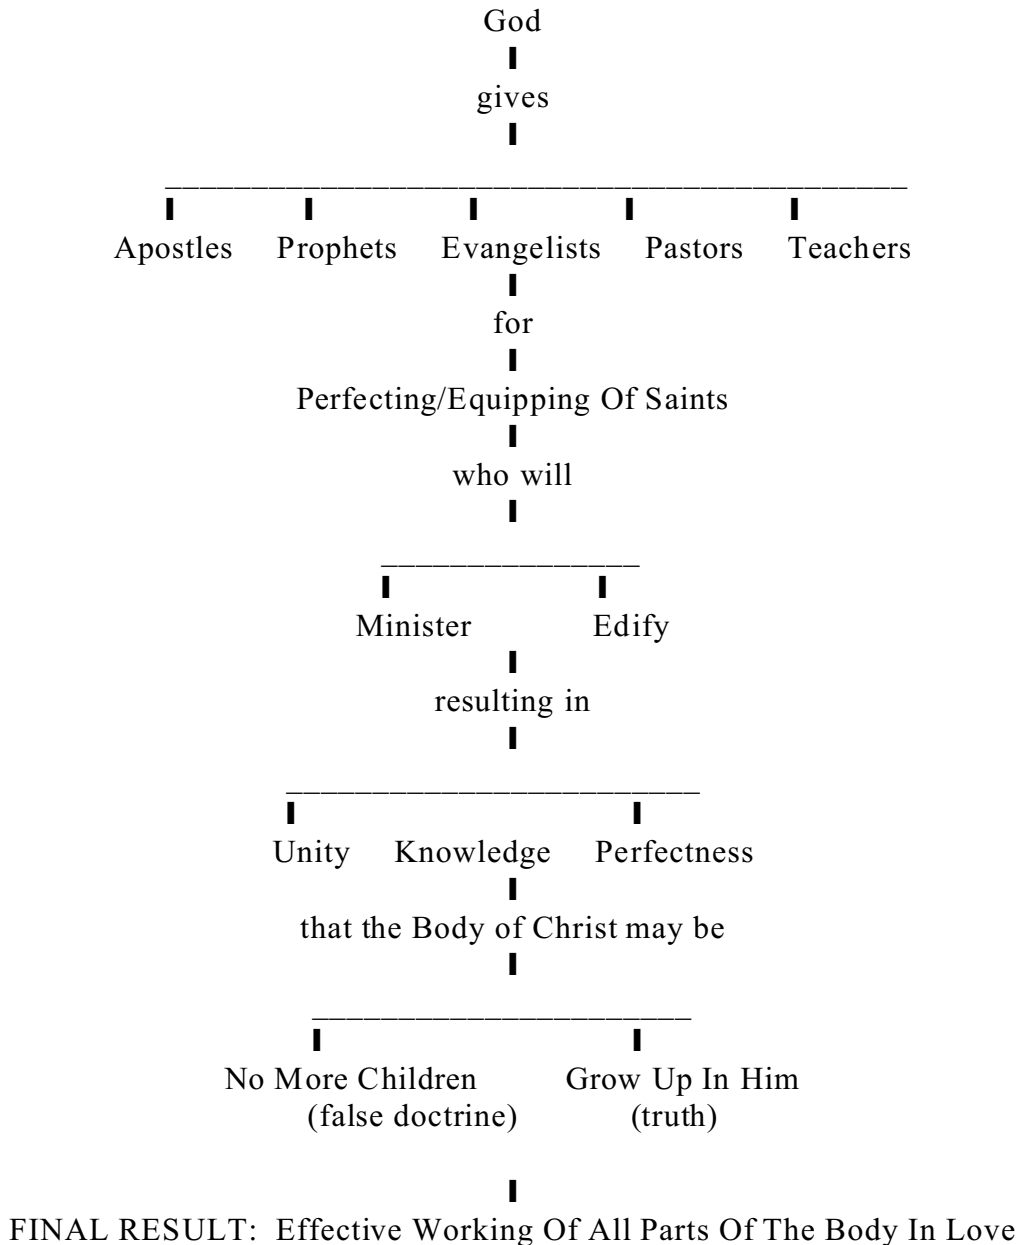 God
gives
Apostles Prophets Evangelists Pastors Teachers
for
Perfecting/Equipping Of Saints
who will
Minister Edify
resulting in
Unity Knowledge Perfectness
that the Body of Christ may be
No More Children Grow Up In Him
(false doctrine) (truth)
FINAL RESULT: Effective Working Of All Parts Of The Body In Love